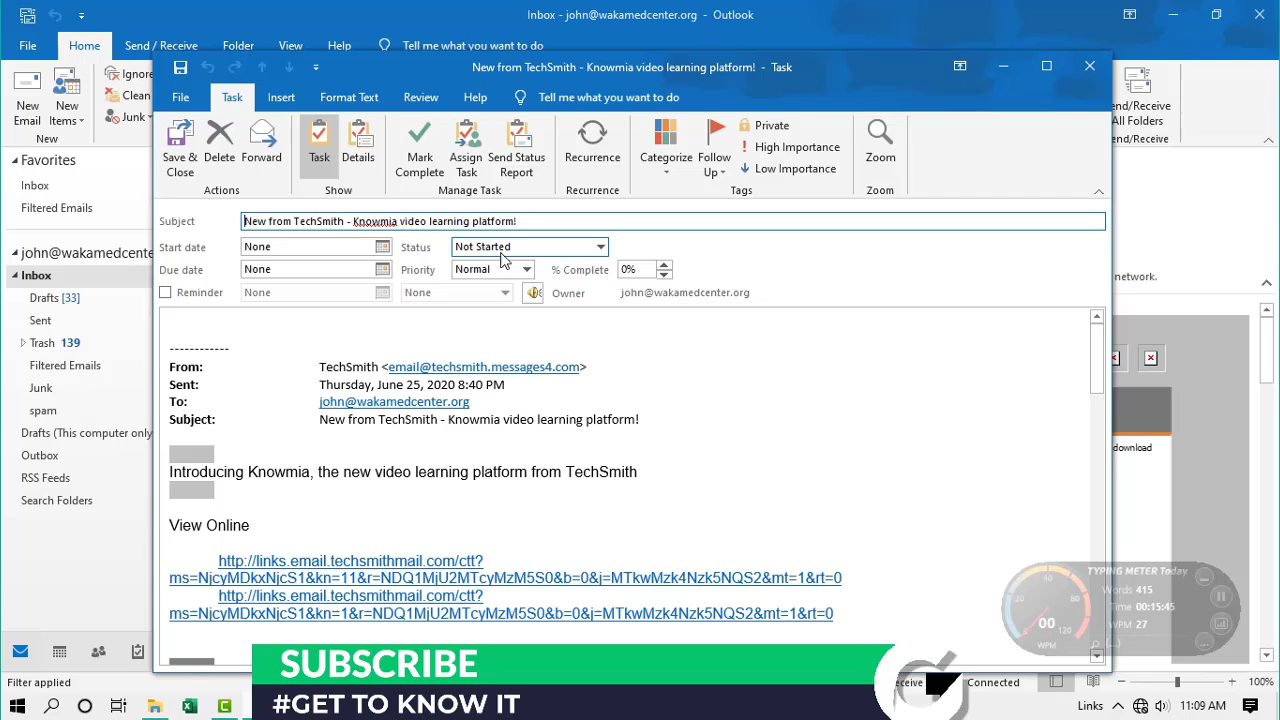 Inbox - john@wakamedcenter.org - Outlook
File Home Send / Receive Folder View Help Tell me what you want to do
New Email
New Items
Ignore
Clean
Junk
New
Send/Receive
All Folders
Send/Receive
New from TechSmith - Knowmia video learning platform! - Task
File Task Insert Format Text Review Help Tell me what you want to do
Save & Close
Delete
Forward
Actions
Task
Details
Show
Mark Complete
Assign Task
Send Status Report
Manage Task
Recurrence
Recurrence
Categorize
Follow Up
Private
High Importance
Low Importance
Tags
Zoom
Zoom
Favorites
Inbox
Filtered Emails
john@wakamedcente
Inbox
Drafts [33]
Sent
Trash 139
Filtered Emails
Junk
spam
Drafts (This computer only
Outbox
RSS Feeds
Search Folders
Subject New from TechSmith - Knowmia video learning platform!
Start date None Status Not Started
Due date None Priority Normal % Complete 0%
Reminder None None Owner john@wakamedcenter.org
------------
From: TechSmith <email@techsmith.messages4.com>
Sent: Thursday, June 25, 2020 8:40 PM
To: john@wakamedcenter.org
Subject: New from TechSmith - Knowmia video learning platform!
Introducing Knowmia, the new video learning platform from TechSmith
View Online
http://links.email.techsmithmail.com/ctt?
ms=NjcyMDkxNjcS1&kn=11&r=NDQ1MjU2MTcyMzM5S0&b=0&j=MTkwMzk4Nzk5NQS2&mt=1&rt=0
http://links.email.techsmithmail.com/ctt?
ms=NjcyMDkxNjcS1&kn=1&r=NDQ1MjU2MTcyMzM5S0&b=0&j=MTkwMzk4Nzk5NQS2&mt=1&rt=0
network.
download
TYPING METER Today
Words 415
Time 00:15:45
WPM 27
[...]
20 40 60 80 100 120
00
WPM
SUBSCRIBE
#GET TO KNOW IT
Filter applied
eceive Connected 100%
Links 11:09 AM